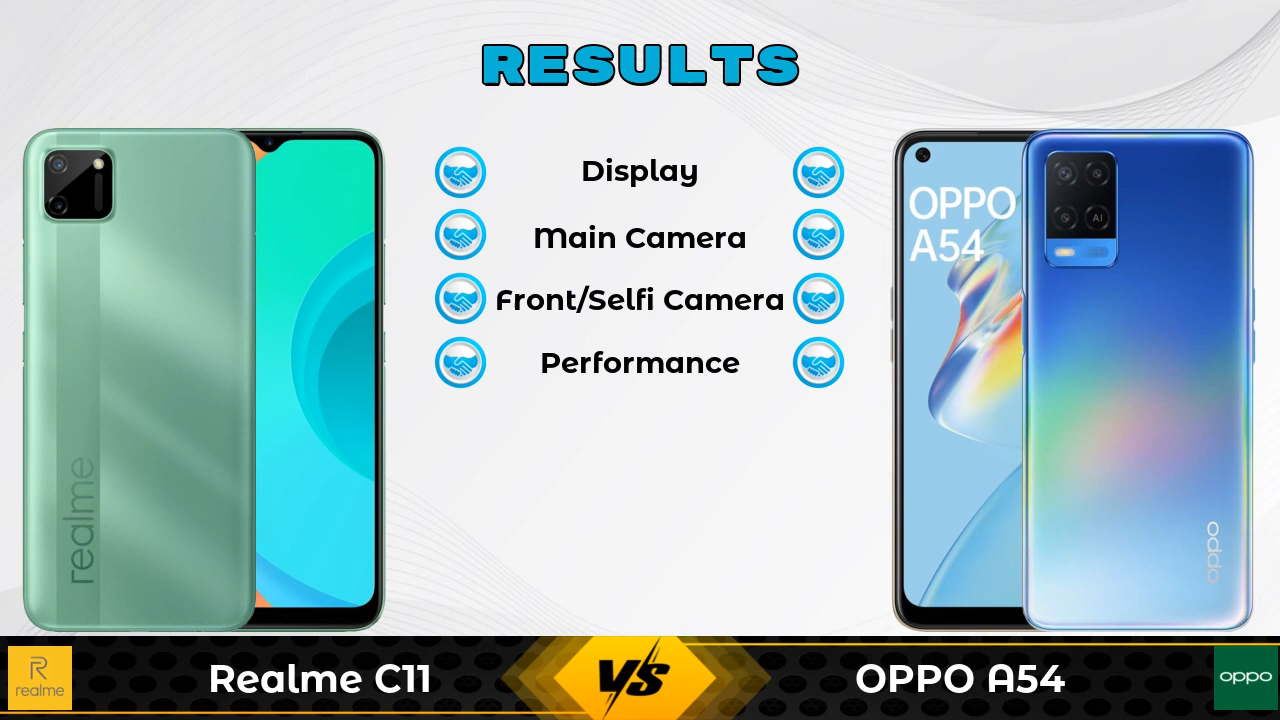 RESULTS
Display
Main Camera
Front/Selfi Camera
Performance
OPPO
A54
AI
realme
oppo
realme
Realme C11
VS
OPPO A54
oppo